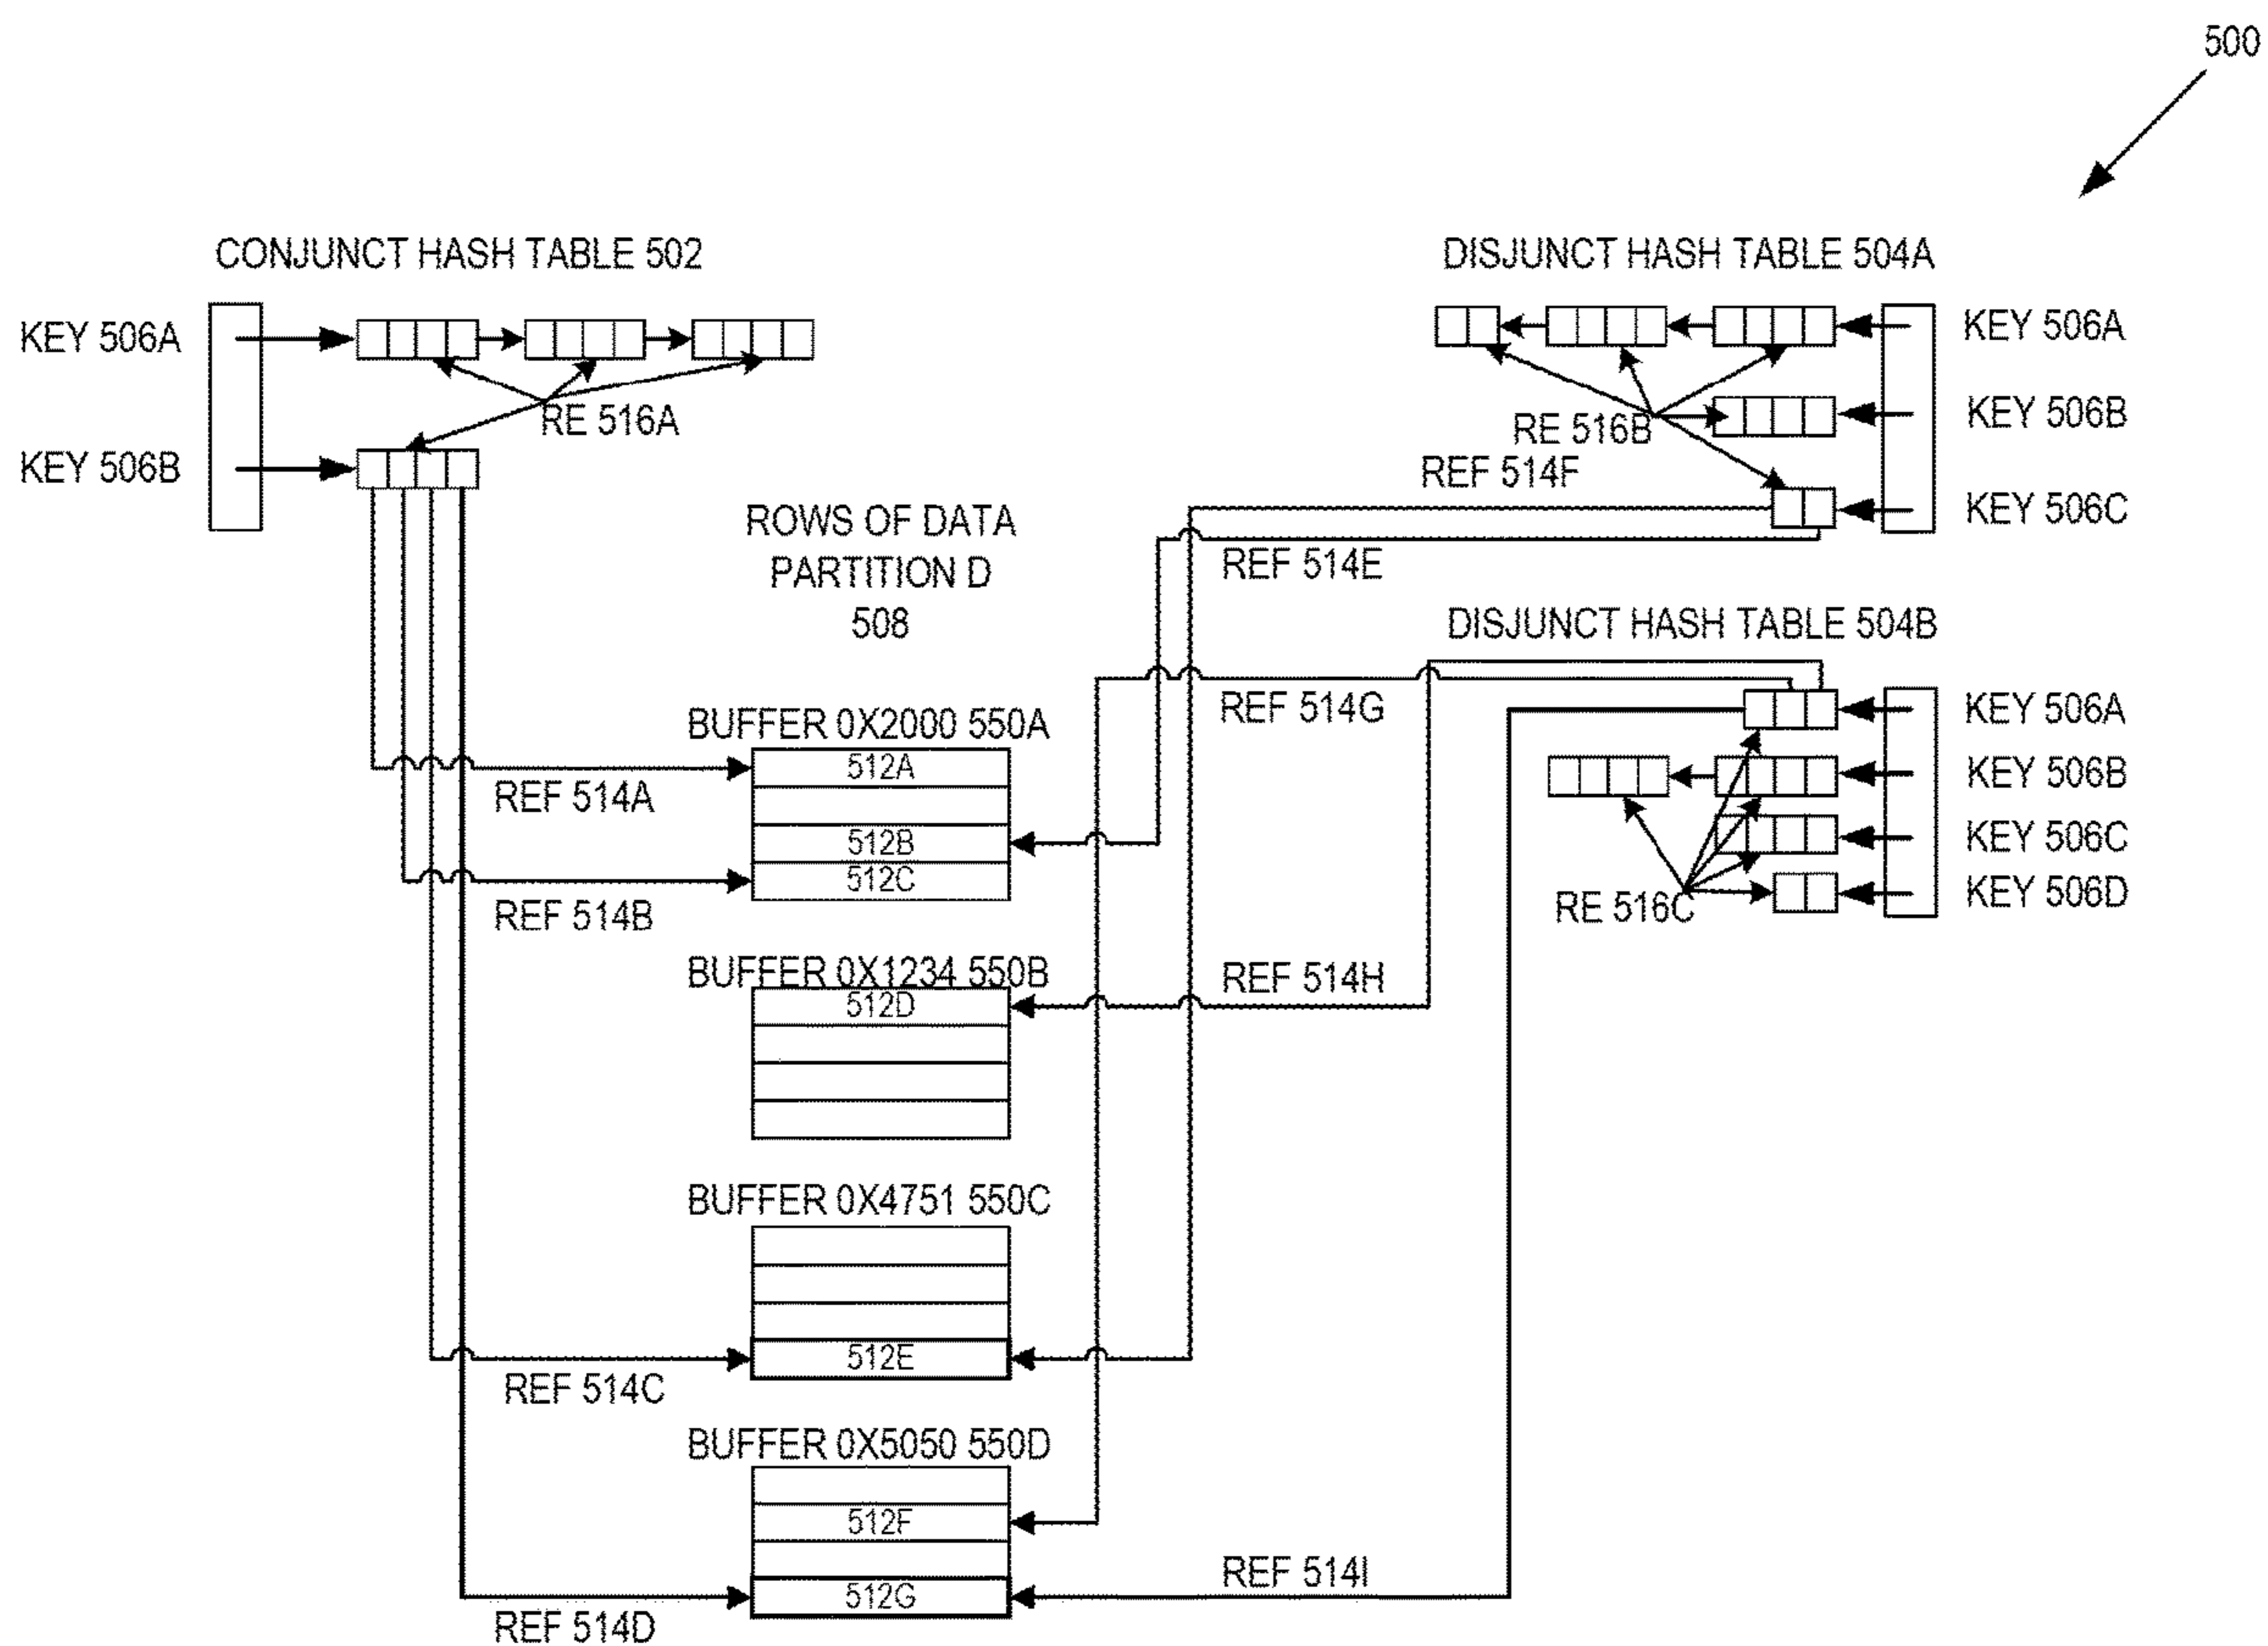 500
CONJUNCT HASH TABLE 502
DISJUNCT HASH TABLE 504A
KEY 506A
KEY 506A
RE 516A
RE 516B
KEY 506B
KEY 506B
REF 514F
KEY 506C
ROWS OF DATA
PARTITION D
508
REF 514E
DISJUNCT HASH TABLE 504B
REF 514G
KEY 506A
BUFFER 0X2000 550A
512A
KEY 506B
REF 514A
512B
KEY 506C
512C
KEY 506D
REF 514B
RE 516C
BUFFER 0X1234 550B
REF 514H
512D
BUFFER 0X4751 550C
512E
REF 514C
BUFFER 0X5050 550D
512F
REF 514I
512G
REF 514D